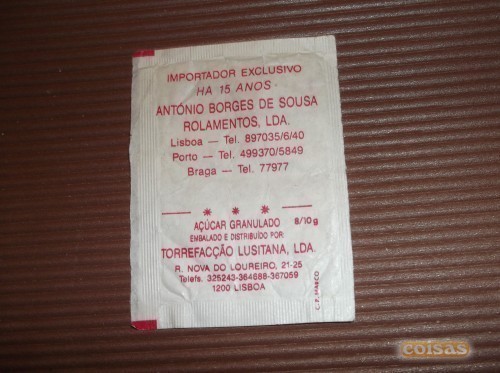 IMPORTADOR EXCLUSIVO
HA 15 ANOS
ANTÓNIO BORGES DE SOUSA
ROLAMENTOS, LDA.
Lisboa — Tel. 897035/6/40
Porto — Tel. 499370/5849
Braga — Tel. 77977
AÇÚCAR GRANULADO 8/10g
EMBALADO E DISTRIBUÍDO POR:
TORREFACÇÃO LUSITANA, LDA.
R. NOVA DO LOUREIRO, 21-25
Telefs. 325243-364688-367059
1200 LISBOA
coisas